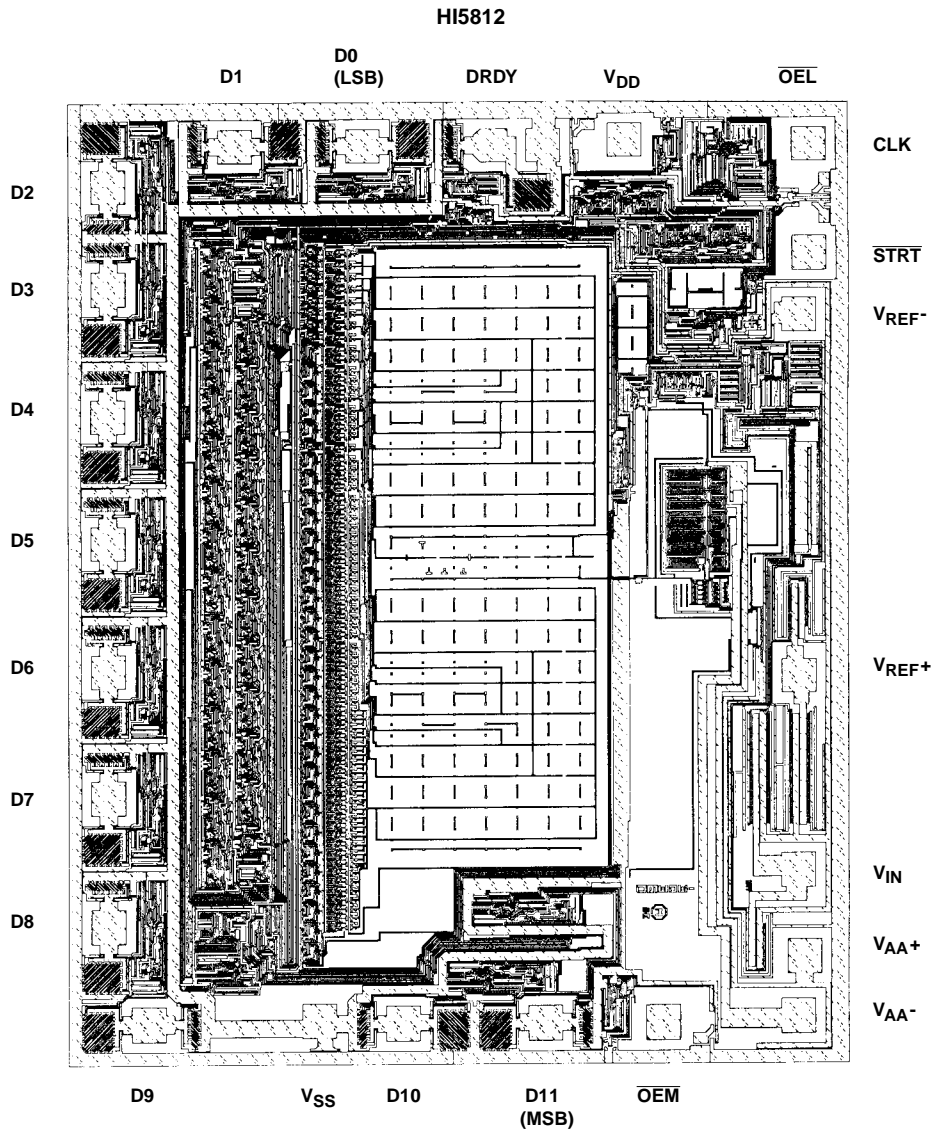 HI5812
D1
D0
(LSB)
DRDY
VDD
OEL
CLK
D2
STRT
D3
VREF-
D4
D5
D6
VREF+
D7
VIN
D8
VAA+
VAA-
D9
VSS
D10
D11
(MSB)
OEM